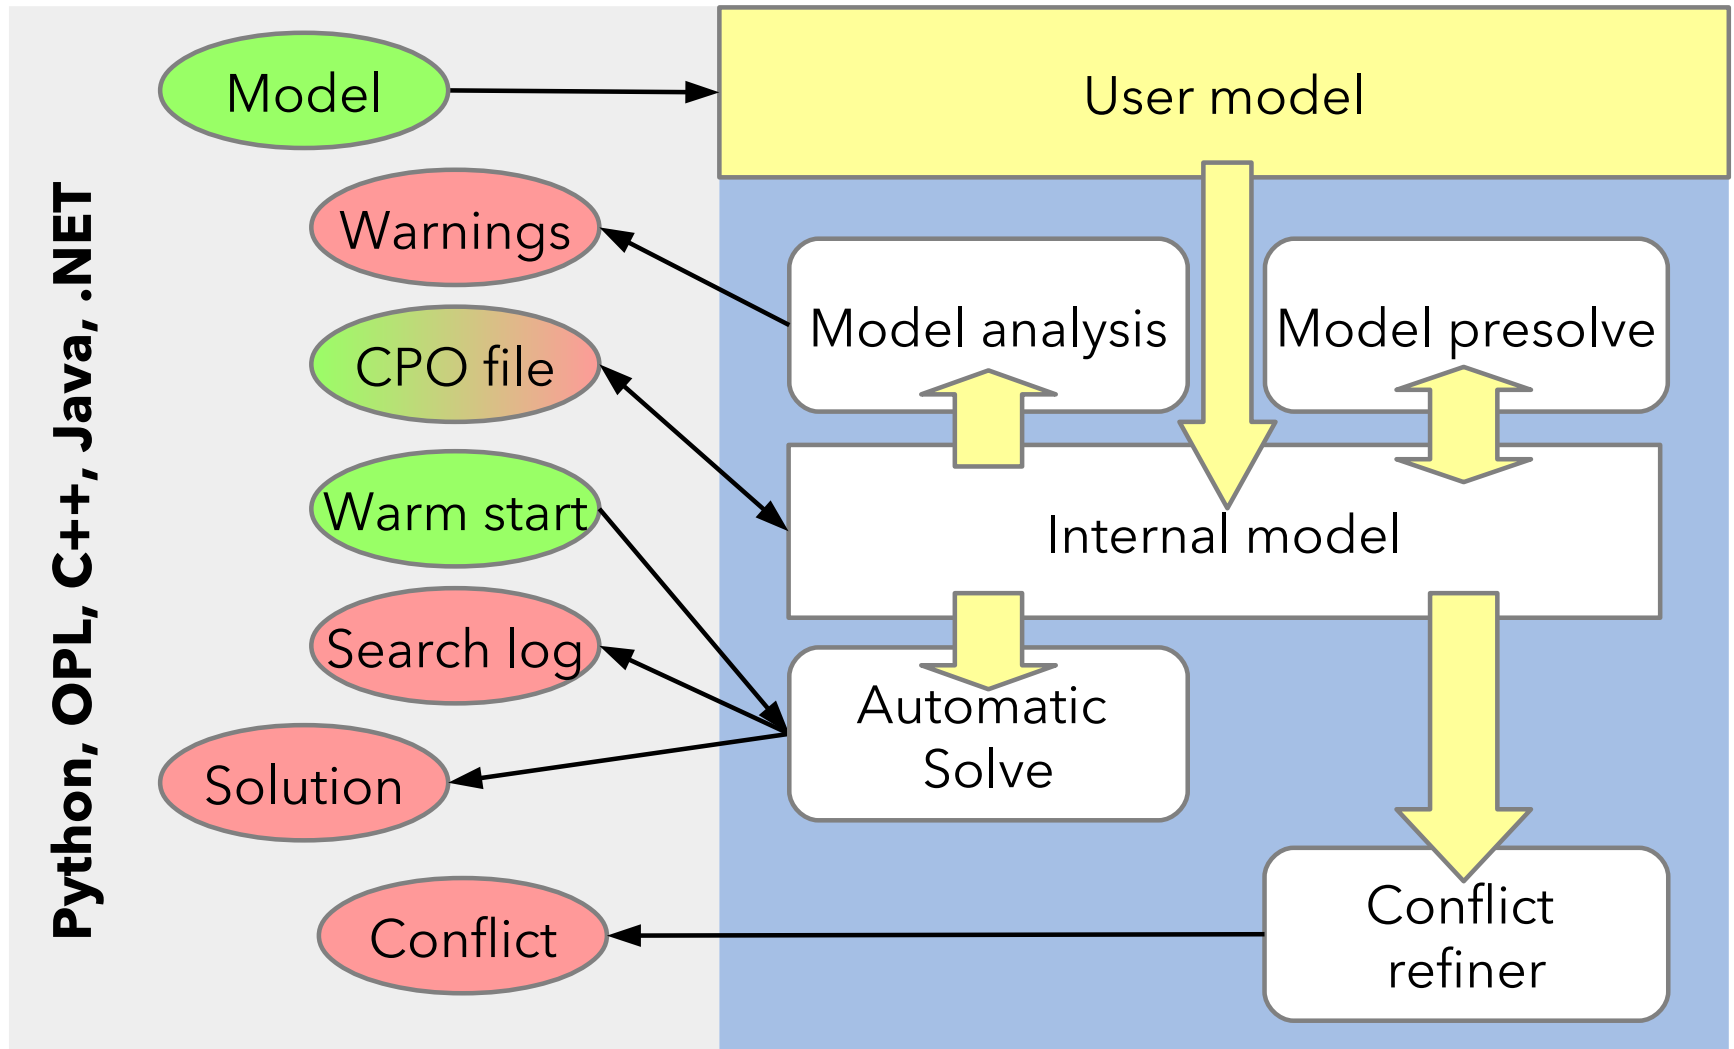 Python, OPL, C++, Java, .NET
Model
User model
Warnings
CPO file
Warm start
Search log
Solution
Conflict
Model analysis
Model presolve
Internal model
Automatic
Solve
Conflict
refiner